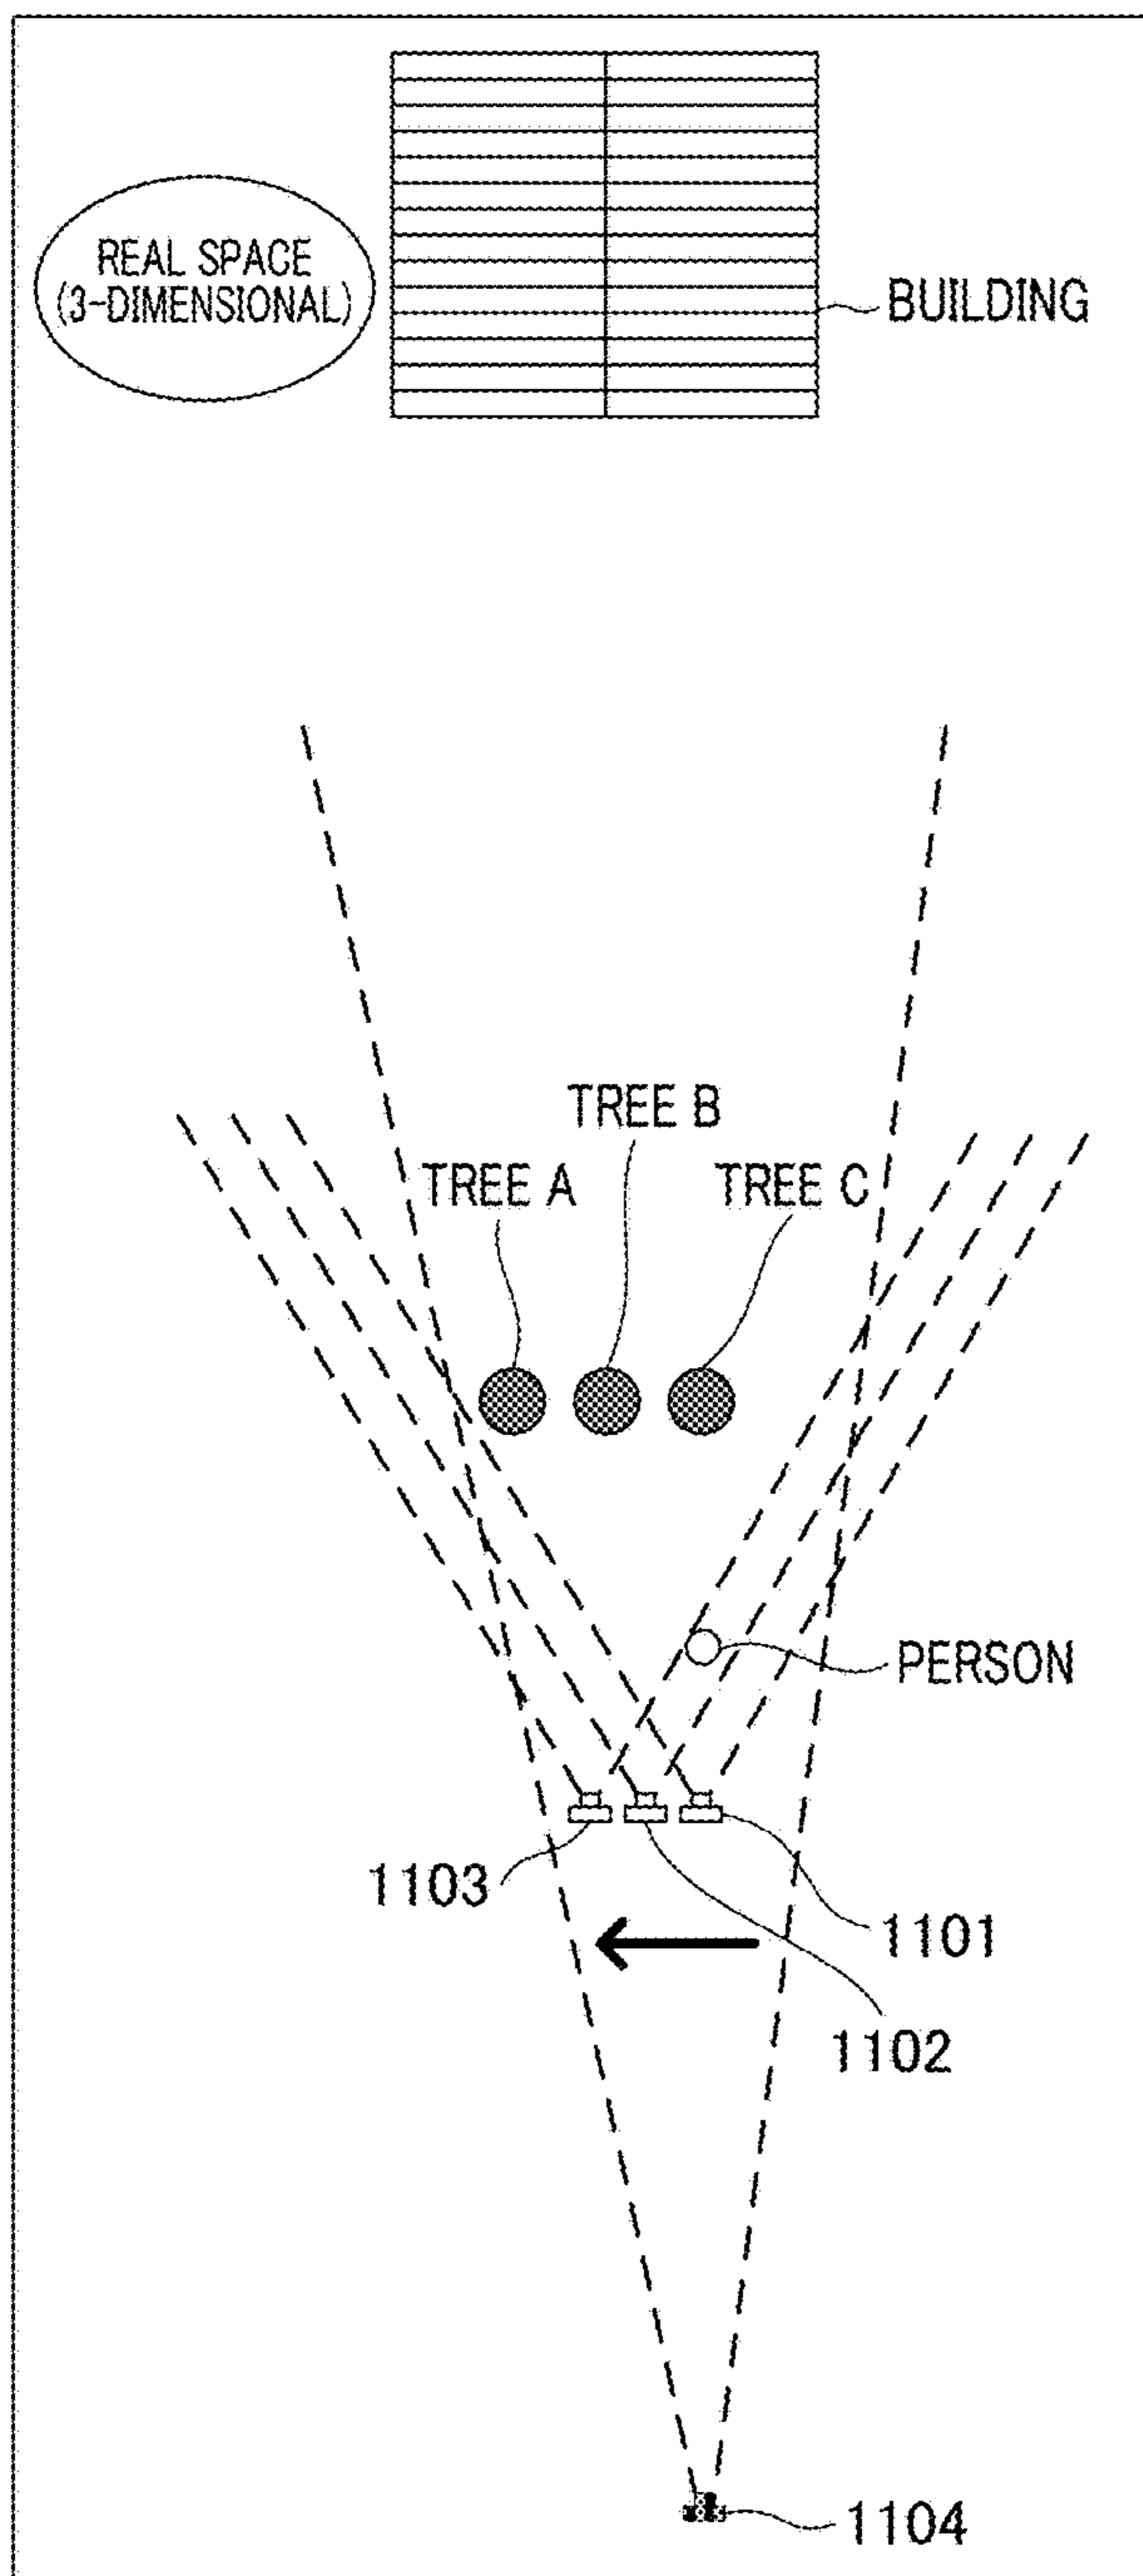 REAL SPACE
(3-DIMENSIONAL)
BUILDING
TREE B
TREE A
TREE C
PERSON
1103
1101
1102
1104